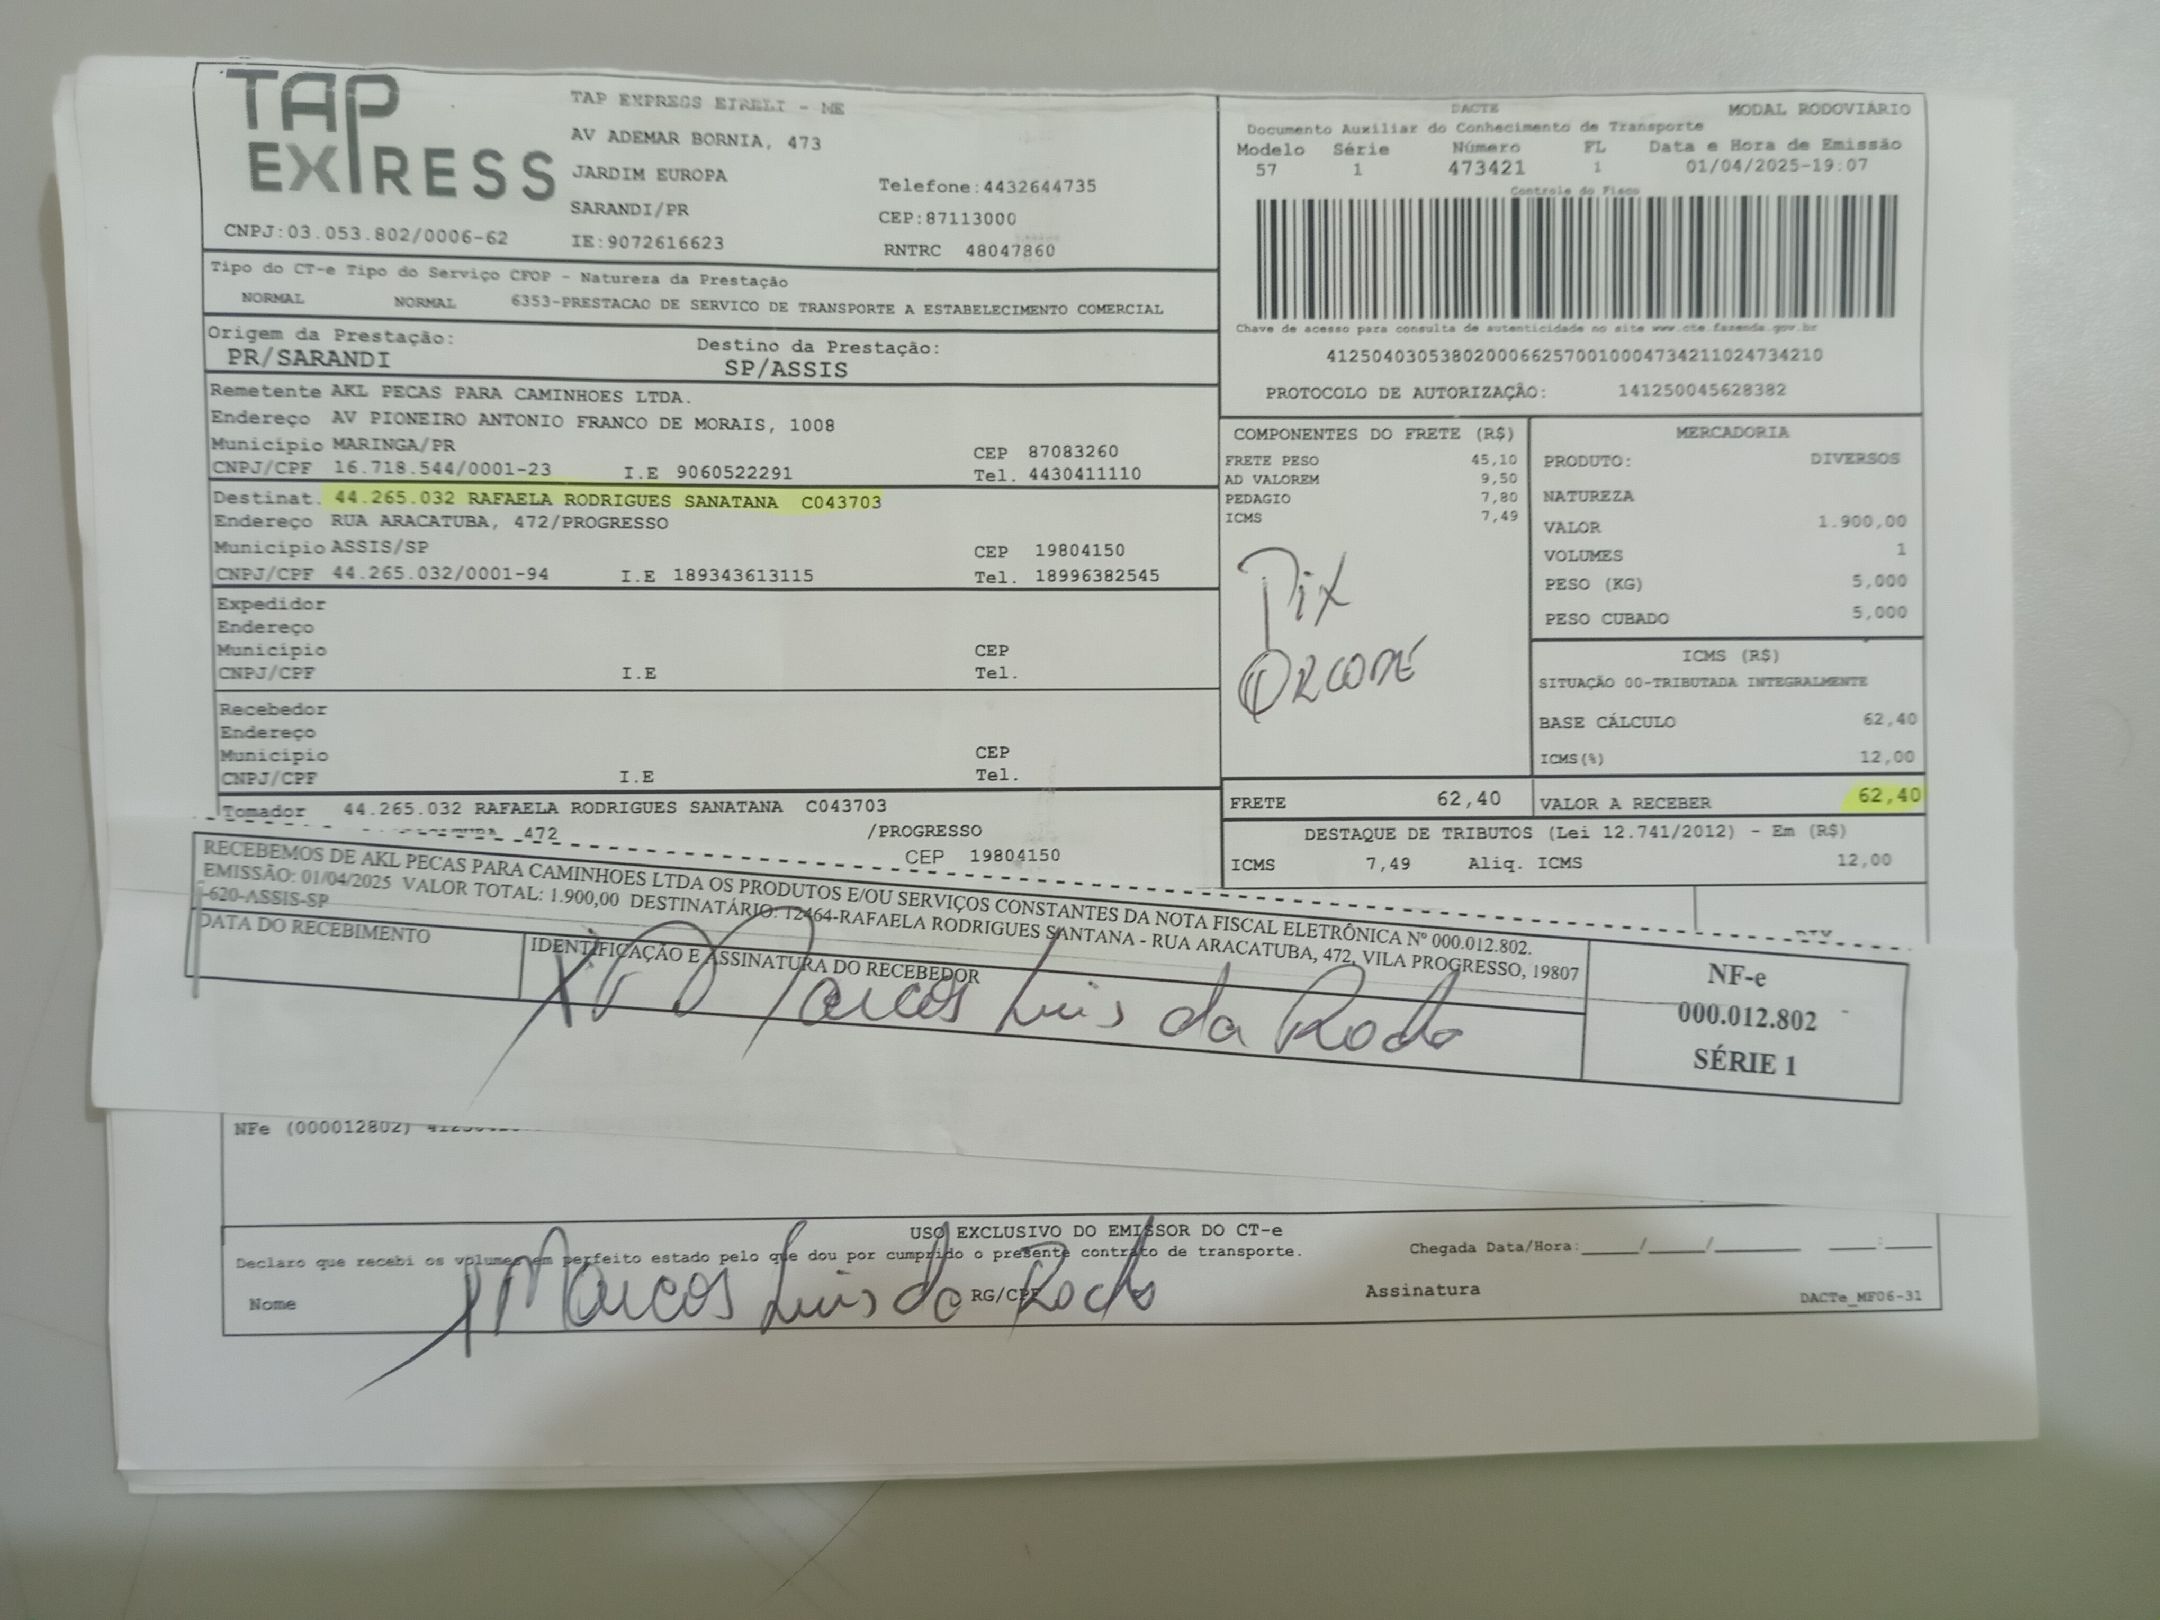 TAP
EXPRESS
CNPJ:03.053.802/0006-62
TAP EXPRESS EIRELI - ME
AV ADEMAR BORNIA, 473
JARDIM EUROPA
SARANDI/PR
IE:9072616623
Telefone:4432644735
CEP:87113000
RNTRC 48047860
DACTE MODAL RODOVIÁRIO
Documento Auxiliar do Conhecimento de Transporte
Modelo Série Número FL Data e Hora de Emissão
57 1 473421 1 01/04/2025-19:07
Controle do Fisco
Chave de acesso para consulta de autenticidade no site www.cte.fazenda.gov.br
41250403053802000662570010004734211024734210
PROTOCOLO DE AUTORIZAÇÃO: 141250045628382
Tipo do CT-e Tipo do Serviço CFOP - Natureza da Prestação
NORMAL NORMAL 6353-PRESTACAO DE SERVICO DE TRANSPORTE A ESTABELECIMENTO COMERCIAL
Origem da Prestação: Destino da Prestação:
PR/SARANDI SP/ASSIS
Remetente AKL PECAS PARA CAMINHOES LTDA.
Endereço AV PIONEIRO ANTONIO FRANCO DE MORAIS, 1008
Município MARINGA/PR CEP 87083260
CNPJ/CPF 16.718.544/0001-23 I.E 9060522291 Tel. 4430411110
Destinat. 44.265.032 RAFAELA RODRIGUES SANATANA C043703
Endereço RUA ARACATUBA, 472/PROGRESSO
Município ASSIS/SP CEP 19804150
CNPJ/CPF 44.265.032/0001-94 I.E 189343613115 Tel. 18996382545
Expedidor
Endereço
Município CEP
CNPJ/CPF I.E Tel.
Recebedor
Endereço
Município CEP
CNPJ/CPF I.E Tel.
Tomador 44.265.032 RAFAELA RODRIGUES SANATANA C043703
472 /PROGRESSO
CEP 19804150
COMPONENTES DO FRETE (R$)
FRETE PESO 45,10
AD VALOREM 9,50
PEDAGIO 7,80
ICMS 7,49
Pix
QRCODE
MERCADORIA
PRODUTO: DIVERSOS
NATUREZA
VALOR 1.900,00
VOLUMES 1
PESO (KG) 5,000
PESO CUBADO 5,000
ICMS (R$)
SITUAÇÃO 00-TRIBUTADA INTEGRALMENTE
BASE CÁLCULO 62,40
ICMS(%) 12,00
FRETE 62,40 VALOR A RECEBER 62,40
DESTAQUE DE TRIBUTOS (Lei 12.741/2012) - Em (R$)
ICMS 7,49 Aliq. ICMS 12,00
RECEBEMOS DE AKL PECAS PARA CAMINHOES LTDA OS PRODUTOS E/OU SERVIÇOS CONSTANTES DA NOTA FISCAL ELETRÔNICA Nº 000.012.802.
EMISSÃO: 01/04/2025 VALOR TOTAL: 1.900,00 DESTINATÁRIO: 12464-RAFAELA RODRIGUES SANTANA - RUA ARACATUBA, 472, VILA PROGRESSO, 19807
-620-ASSIS-SP
DATA DO RECEBIMENTO
IDENTIFICAÇÃO E ASSINATURA DO RECEBEDOR
Marcos Luis da Rocha
NF-e
000.012.802
SÉRIE 1
NFe (000012802)
USO EXCLUSIVO DO EMISSOR DO CT-e
Declaro que recebi os volumes em perfeito estado pelo que dou por cumprido o presente contrato de transporte. Chegada Data/Hora:____/____/______ ___:___
Nome RG/CPF Assinatura
Marcos Luis da Rocha
DACTe_MF06-31